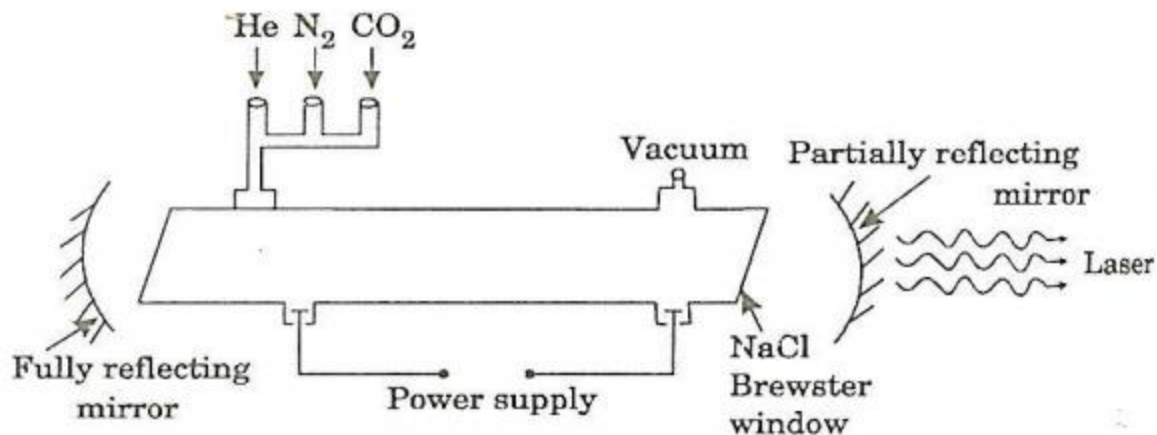 He N₂ CO₂
Vacuum
Partially reflecting
mirror
Laser
Fully reflecting
mirror
Power supply
NaCl
Brewster
window